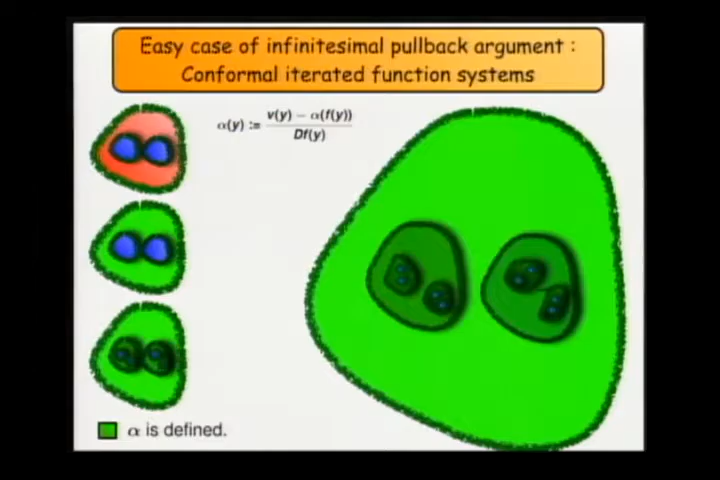 Easy case of infinitesimal pullback argument :
Conformal iterated function systems
α(y) := v(y) − α(f(y)) / Df(y)
α is defined.